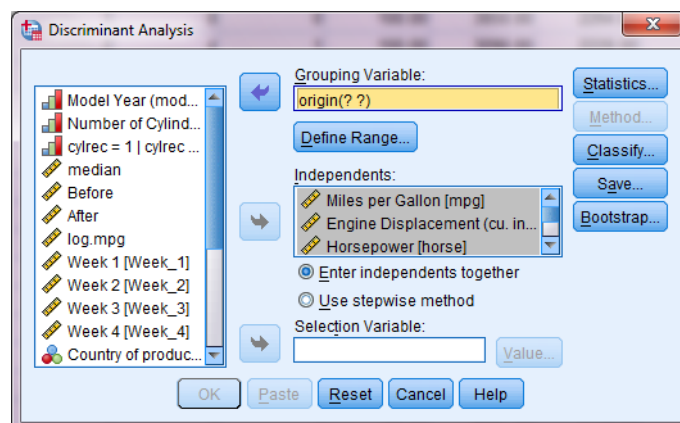 Discriminant Analysis
Model Year (mod...
Number of Cylind...
cylrec = 1 | cylrec ...
median
Before
After
log.mpg
Week 1 [Week_1]
Week 2 [Week_2]
Week 3 [Week_3]
Week 4 [Week_4]
Country of produc...
Grouping Variable:
origin(? ?)
Define Range...
Independents:
Miles per Gallon [mpg]
Engine Displacement (cu. in...
Horsepower [horse]
Enter independents together
Use stepwise method
Selection Variable:
Value...
Statistics...
Method...
Classify...
Save...
Bootstrap...
OK
Paste
Reset
Cancel
Help